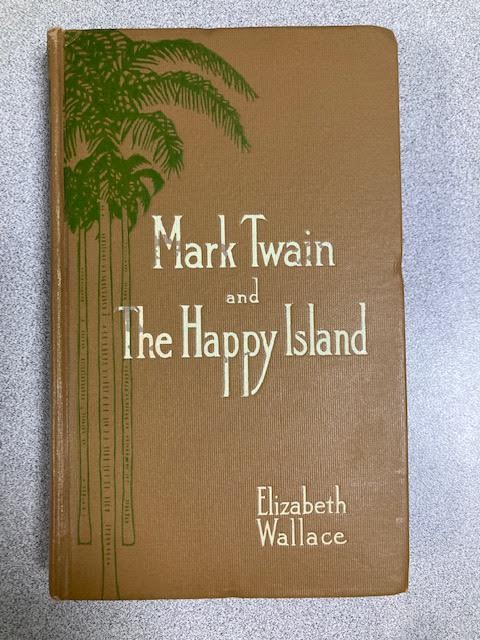 Mark Twain
and
The Happy Island
Elizabeth
Wallace